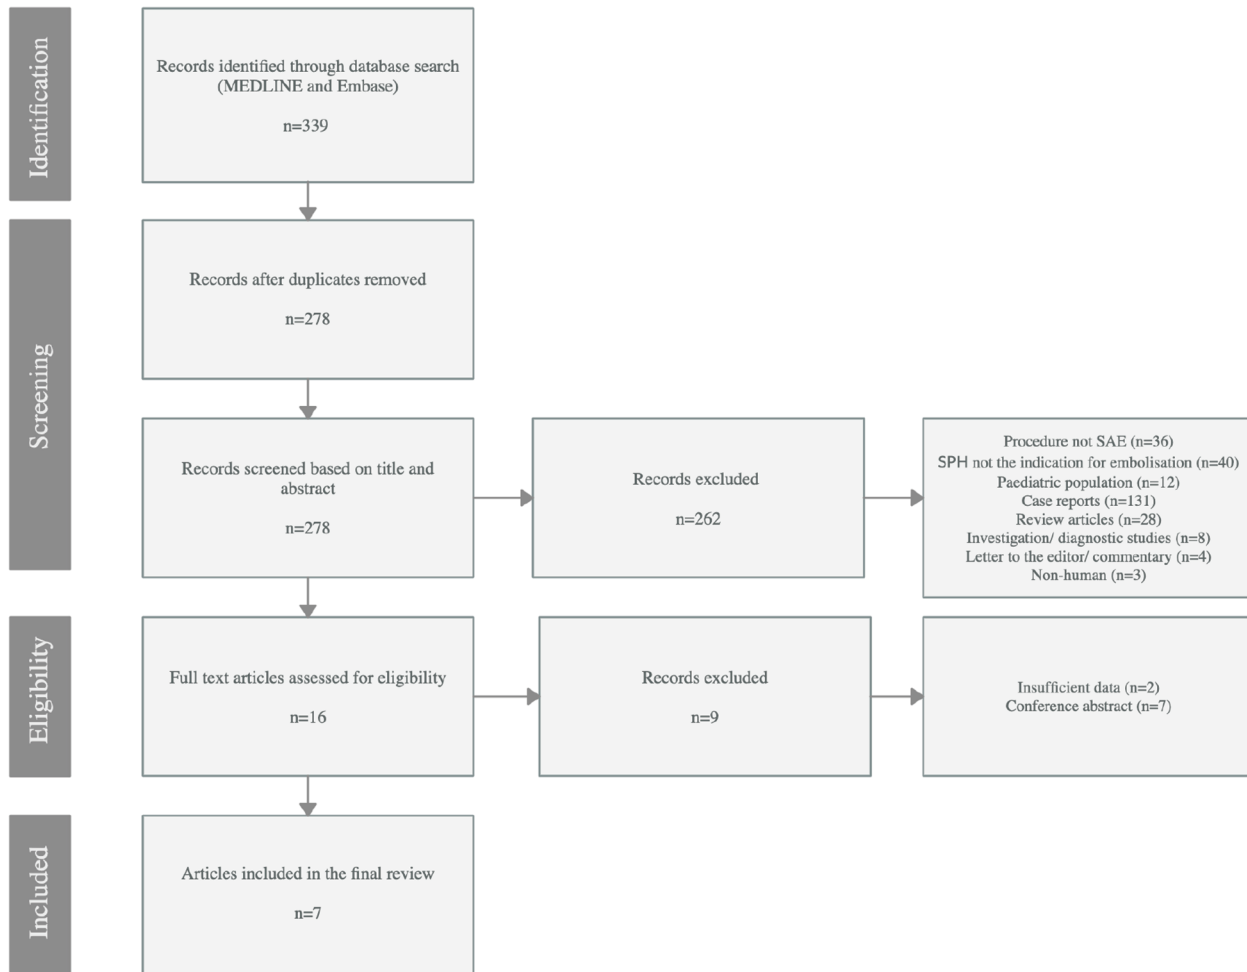 Identification
Records identified through database search
(MEDLINE and Embase)
n=339
Screening
Records after duplicates removed
n=278
Records screened based on title and
abstract
n=278
Records excluded
n=262
Procedure not SAE (n=36)
SPH not the indication for embolisation (n=40)
Paediatric population (n=12)
Case reports (n=131)
Review articles (n=28)
Investigation/ diagnostic studies (n=8)
Letter to the editor/ commentary (n=4)
Non-human (n=3)
Eligibility
Full text articles assessed for eligibility
n=16
Records excluded
n=9
Insufficient data (n=2)
Conference abstract (n=7)
Included
Articles included in the final review
n=7